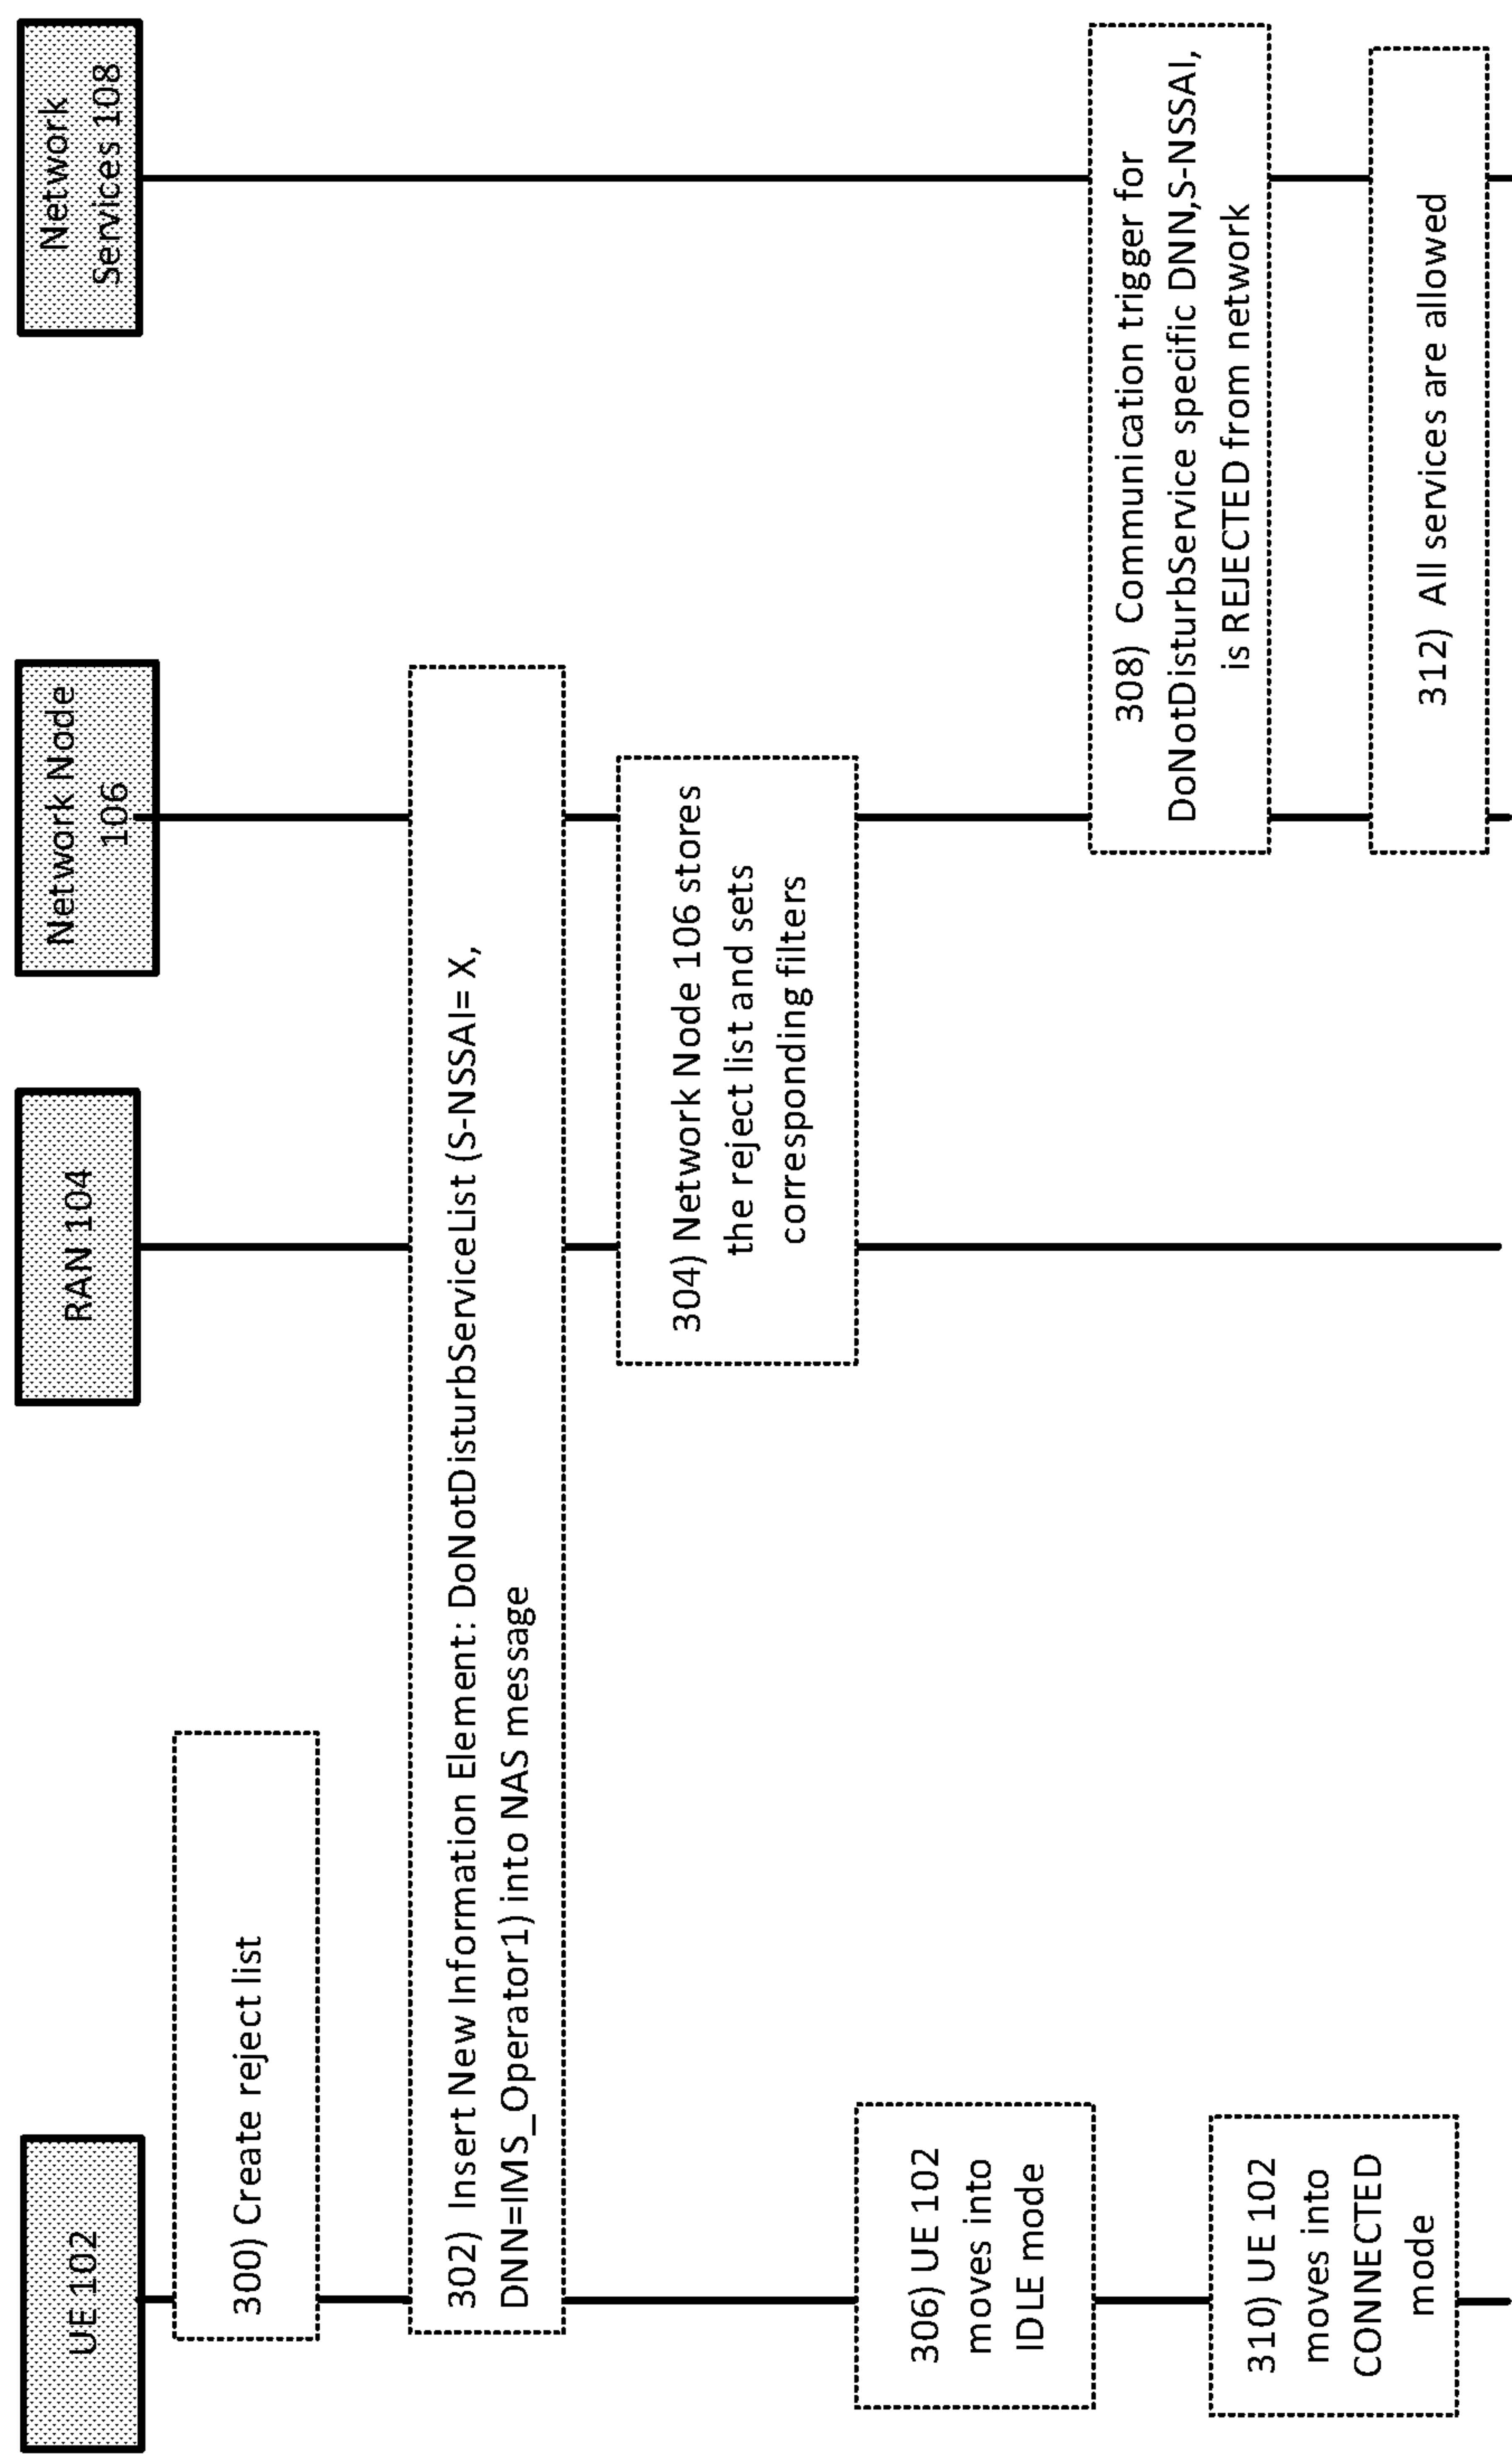 UE 102
RAN 104
Network Node
106
Network
Services 108
300) Create reject list
302) Insert New Information Element: DoNotDisturbServiceList (S-NSSAI= X,
DNN=IMS_Operator1) into NAS message
304) Network Node 106 stores
the reject list and sets
corresponding filters
306) UE 102
moves into
IDLE mode
308) Communication trigger for
DoNotDisturbService specific DNN,S-NSSAI,
is REJECTED from network
310) UE 102
moves into
CONNECTED
mode
312) All services are allowed